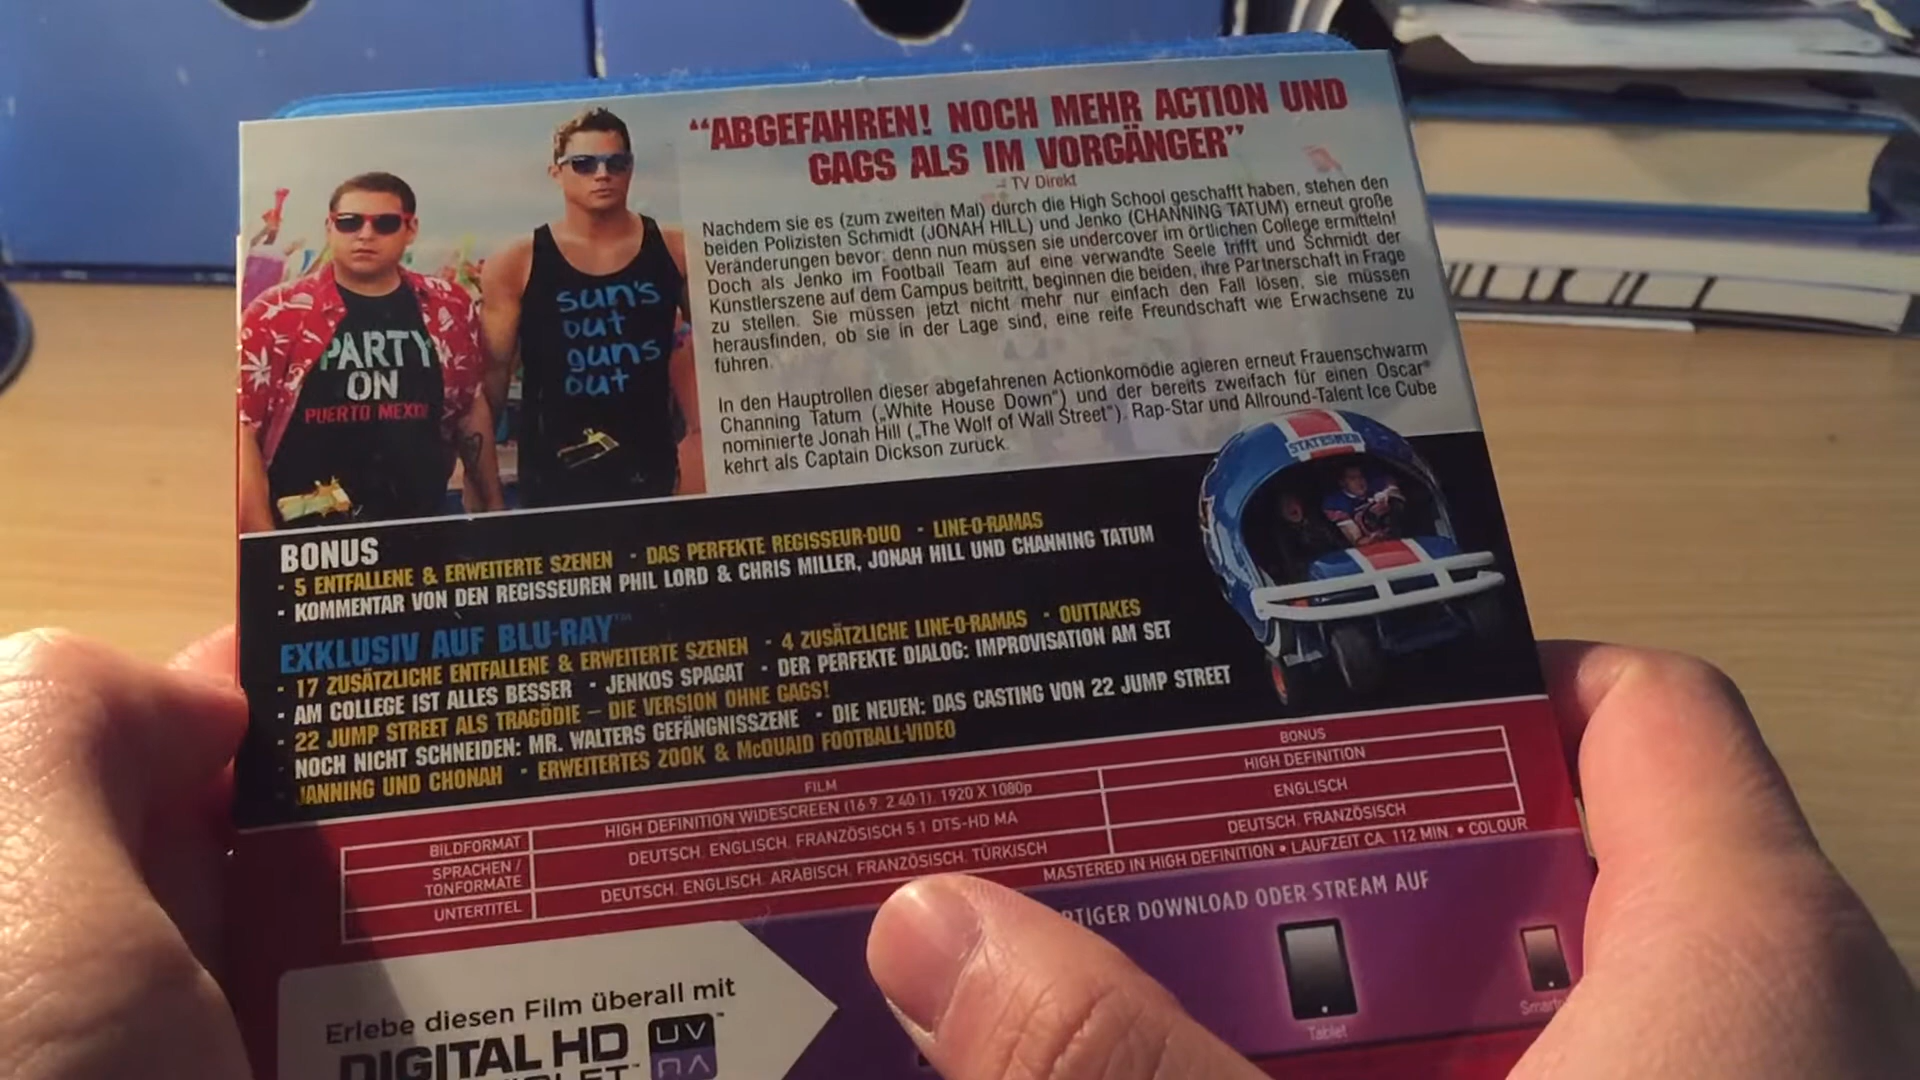 PARTY
ON
PUERTO MEXICO
sun's
out
guns
out
“ABGEFAHREN! NOCH MEHR ACTION UND
GAGS ALS IM VORGÄNGER”
– TV Direkt
Nachdem sie es (zum zweiten Mal) durch die High School geschafft haben, stehen den
beiden Polizisten Schmidt (JONAH HILL) und Jenko (CHANNING TATUM) erneut große
Veränderungen bevor: denn nun müssen sie undercover im örtlichen College ermitteln!
Doch als Jenko im Football Team auf eine verwandte Seele trifft und Schmidt der
Künstlerszene auf dem Campus beitritt, beginnen die beiden, ihre Partnerschaft in Frage
zu stellen. Sie müssen jetzt nicht mehr nur einfach den Fall lösen, sie müssen
herausfinden, ob sie in der Lage sind, eine reife Freundschaft wie Erwachsene zu
führen.
In den Hauptrollen dieser abgefahrenen Actionkomödie agieren erneut Frauenschwarm
Channing Tatum („White House Down“) und der bereits zweifach für einen Oscar®
nominierte Jonah Hill („The Wolf of Wall Street“). Rap-Star und Allround-Talent Ice Cube
kehrt als Captain Dickson zurück.
STATESMEN
BONUS
• 5 ENTFALLENE & ERWEITERTE SZENEN • DAS PERFEKTE REGISSEUR-DUO • LINE-O-RAMAS
• KOMMENTAR VON DEN REGISSEUREN PHIL LORD & CHRIS MILLER, JONAH HILL UND CHANNING TATUM
EXKLUSIV AUF BLU-RAY™
• 17 ZUSÄTZLICHE ENTFALLENE & ERWEITERTE SZENEN • 4 ZUSÄTZLICHE LINE-O-RAMAS • OUTTAKES
• AM COLLEGE IST ALLES BESSER • JENKOS SPAGAT • DER PERFEKTE DIALOG: IMPROVISATION AM SET
• 22 JUMP STREET ALS TRAGÖDIE – DIE VERSION OHNE GAGS!
NOCH NICHT SCHNEIDEN: MR. WALTERS GEFÄNGNISSZENE • DIE NEUEN: DAS CASTING VON 22 JUMP STREET
JANNING UND CHONAH • ERWEITERTES ZOOK & McQUAID FOOTBALL-VIDEO
FILM BONUS
BILDFORMAT HIGH DEFINITION WIDESCREEN (16:9, 2.40:1), 1920 X 1080p HIGH DEFINITION
SPRACHEN / TONFORMATE DEUTSCH, ENGLISCH, FRANZÖSISCH 5.1 DTS-HD MA ENGLISCH
UNTERTITEL DEUTSCH, ENGLISCH, ARABISCH, FRANZÖSISCH, TÜRKISCH DEUTSCH, FRANZÖSISCH
MASTERED IN HIGH DEFINITION • LAUFZEIT CA. 112 MIN. • COLOUR
RTIGER DOWNLOAD ODER STREAM AUF
Tablet
Smart
Erlebe diesen Film überall mit
DIGITAL HD
UV